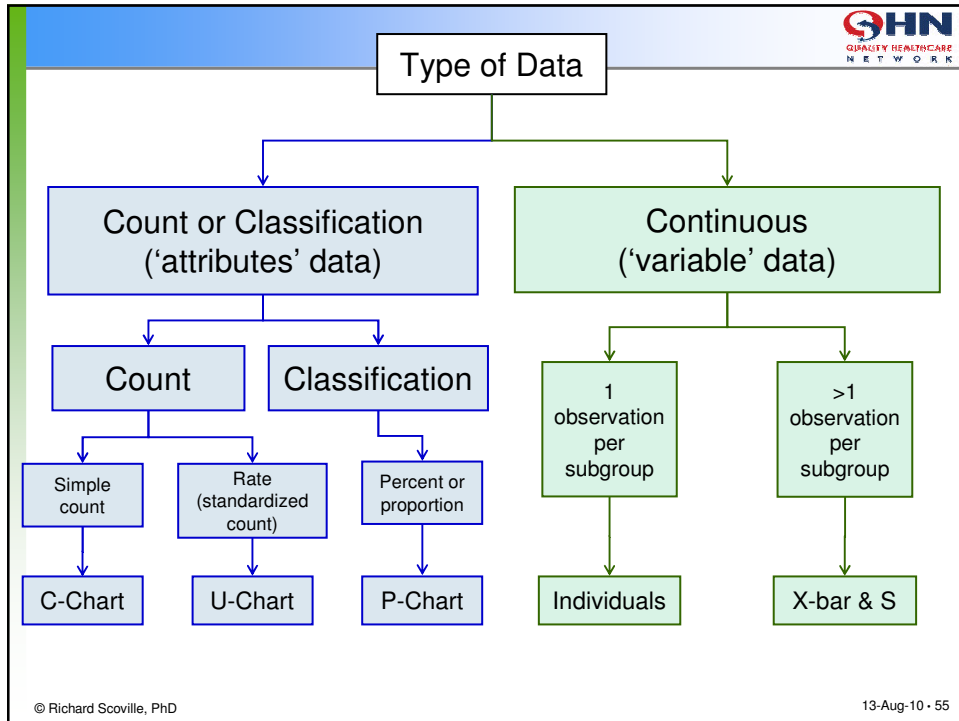 QHN
QUALITY HEALTHCARE
NETWORK
Type of Data
Count or Classification
(‘attributes’ data)
Continuous
(‘variable’ data)
Count
Classification
1
observation
per
subgroup
>1
observation
per
subgroup
Simple
count
Rate
(standardized
count)
Percent or
proportion
C-Chart
U-Chart
P-Chart
Individuals
X-bar & S
© Richard Scoville, PhD
13-Aug-10 • 55